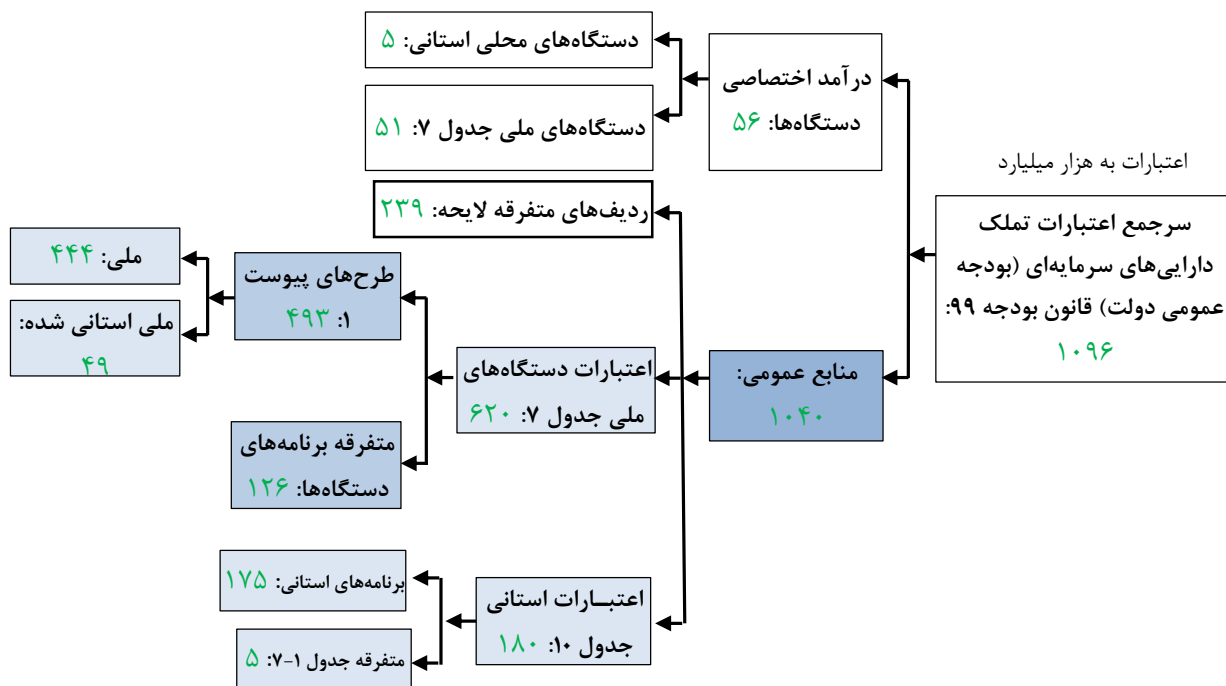 اعتبارات به هزار میلیارد
سرجمع اعتبارات تملک
دارایی‌های سرمایه‌ای (بودجه
عمومی دولت) قانون بودجه ۹۹:
۱۰۹۶
درآمد اختصاصی
دستگاه‌ها: ۵۶
دستگاه‌های محلی استانی: ۵
دستگاه‌های ملی جدول ۷: ۵۱
منابع عمومی:
۱۰۴۰
ردیف‌های متفرقه لایحه: ۲۳۹
اعتبارات دستگاه‌های
ملی جدول ۷: ۶۲۰
طرح‌های پیوست
۱: ۴۹۳
ملی: ۴۴۴
ملی استانی شده:
۴۹
متفرقه برنامه‌های
دستگاه‌ها: ۱۲۶
اعتبــارات استانی
جدول ۱۰: ۱۸۰
برنامه‌های استانی: ۱۷۵
متفرقه جدول ۱-۷: ۵